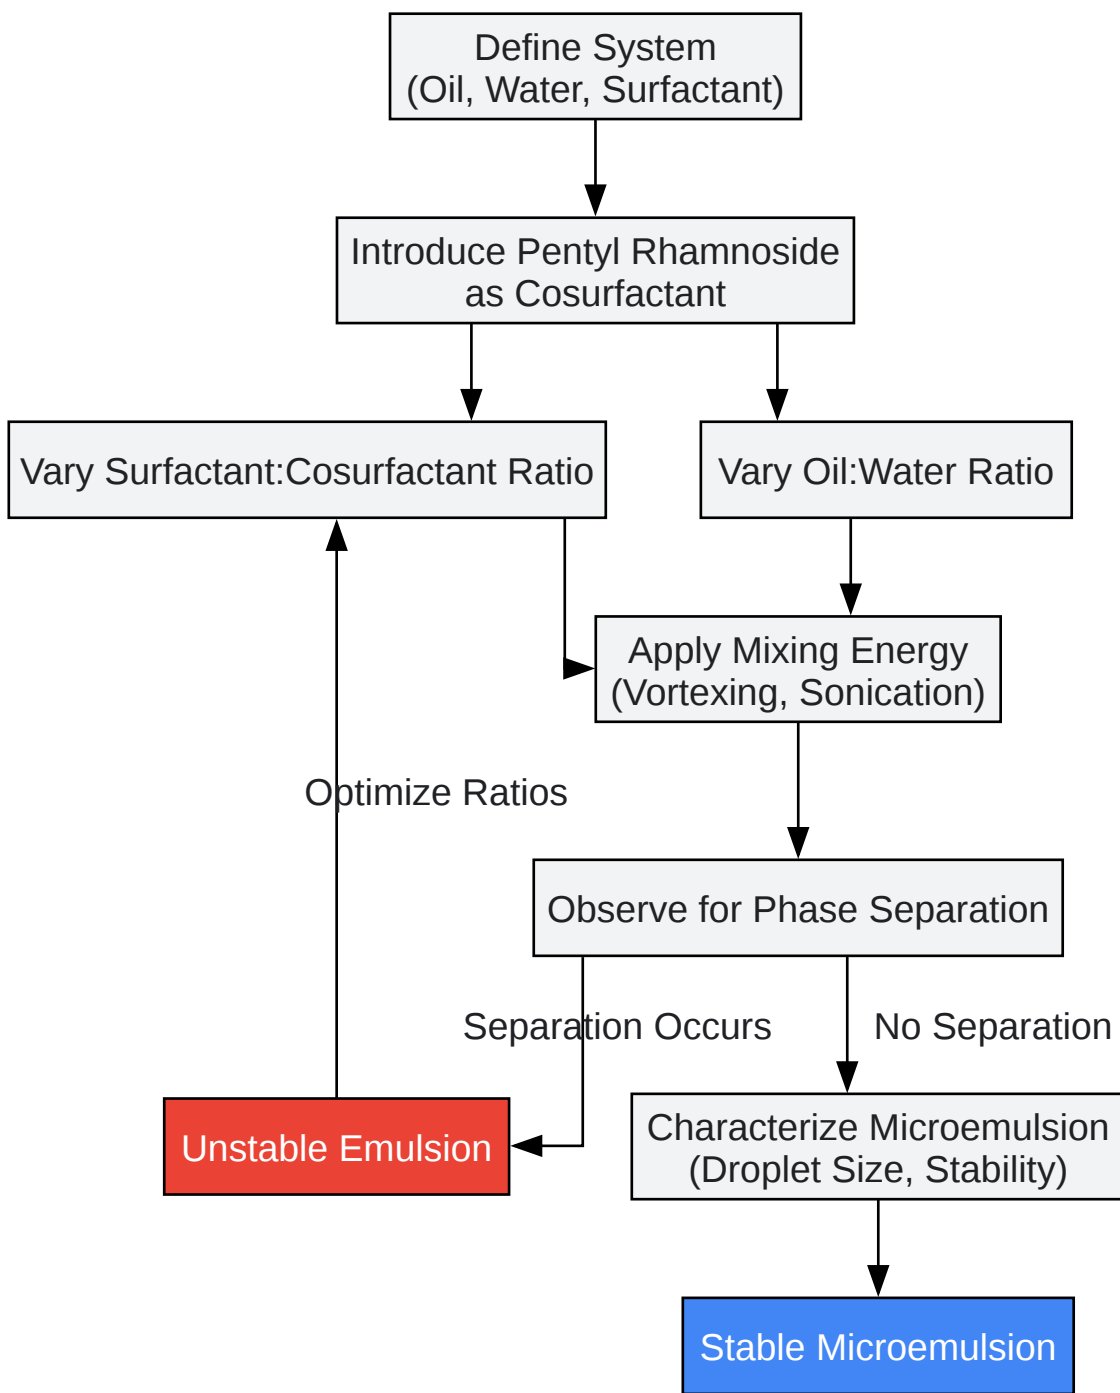 Define System
(Oil, Water, Surfactant)
Introduce Pentyl Rhamnoside
as Cosurfactant
Vary Surfactant:Cosurfactant Ratio
Vary Oil:Water Ratio
Apply Mixing Energy
(Vortexing, Sonication)
Optimize Ratios
Observe for Phase Separation
Separation Occurs
No Separation
Unstable Emulsion
Characterize Microemulsion
(Droplet Size, Stability)
Stable Microemulsion